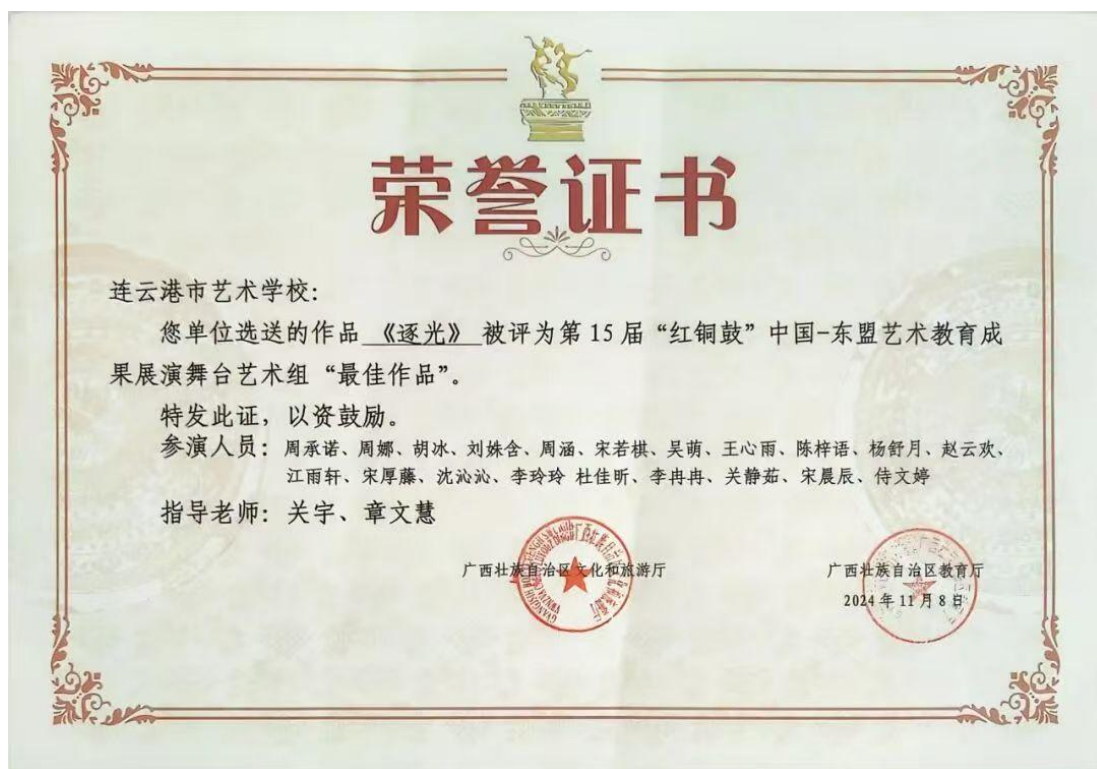 荣誉证书
连云港市艺术学校:
您单位选送的作品 《逐光》 被评为第 15 届“红铜鼓”中国-东盟艺术教育成
果展演舞台艺术组“最佳作品”。
特发此证，以资鼓励。
参演人员：周承诺、周娜、胡冰、刘姝含、周涵、宋若棋、吴萌、王心雨、陈梓语、杨舒月、赵云欢、
江雨轩、宋厚藤、沈沁沁、李玲玲 杜佳昕、李冉冉、关静茹、宋晨辰、侍文婷
指导老师：关宇、章文慧
广西壮族自治区文化和旅游厅
广西壮族自治区教育厅
2024 年 11 月 8 日